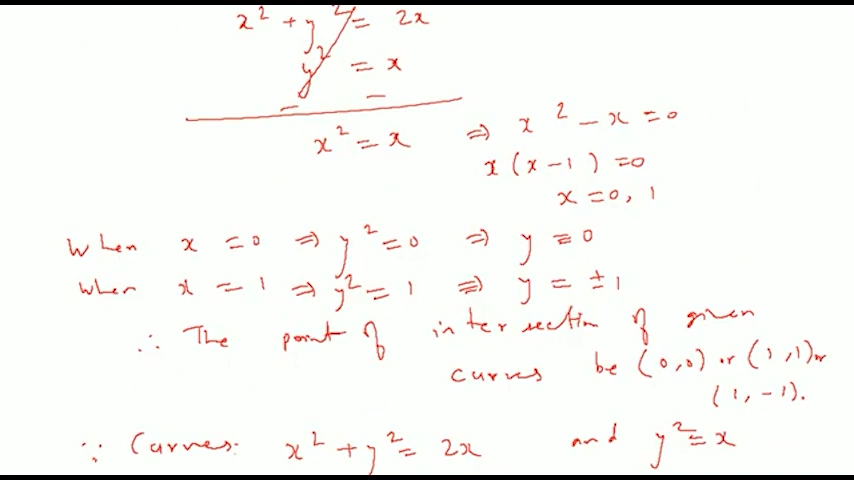 x² + y² = 2x
y² = x
− −
x² = x ⇒ x² − x = 0
x(x−1) = 0
x = 0, 1
When x = 0 ⇒ y² = 0 ⇒ y = 0
When x = 1 ⇒ y² = 1 ⇒ y = ±1
∴ The point of intersection of given
curves be (0,0) or (1,1) or
(1,−1).
∵ Curves: x² + y² = 2x and y² = x